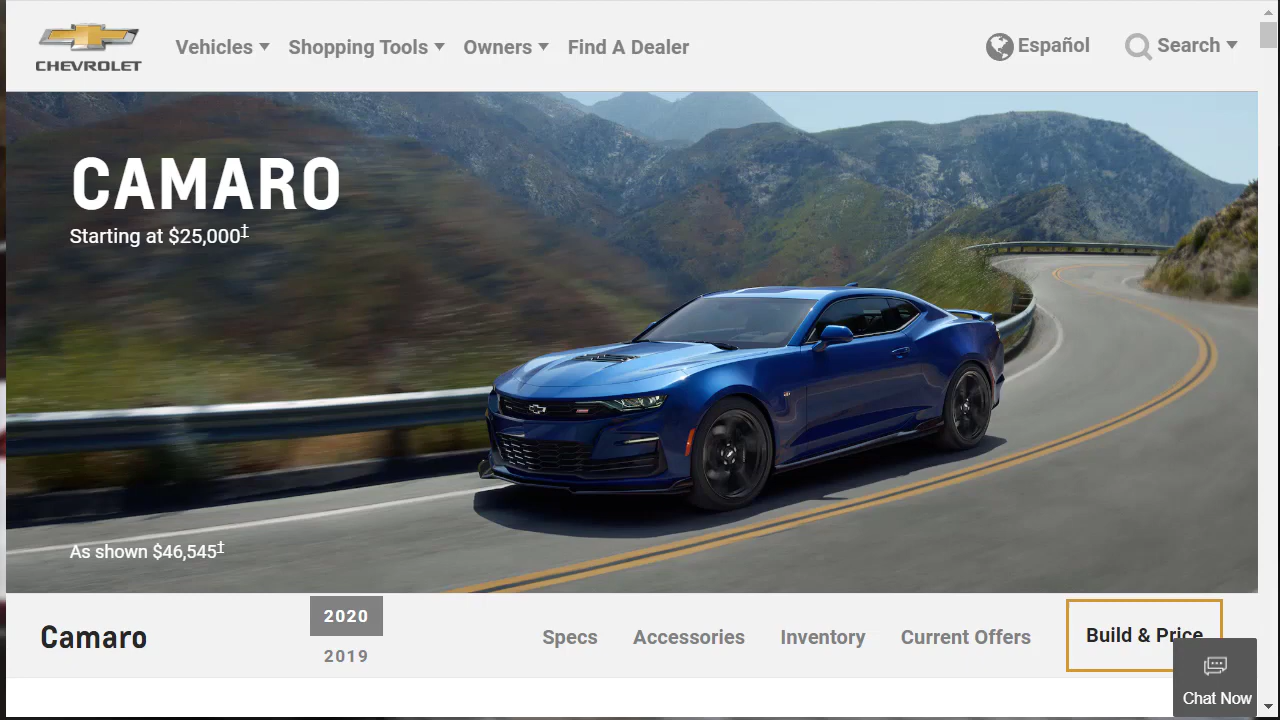 CHEVROLET
Vehicles Shopping Tools Owners Find A Dealer Español Search
CAMARO
Starting at $25,000‡
As shown $46,545‡
Camaro
2020
2019
Specs Accessories Inventory Current Offers Build & Price
Chat Now